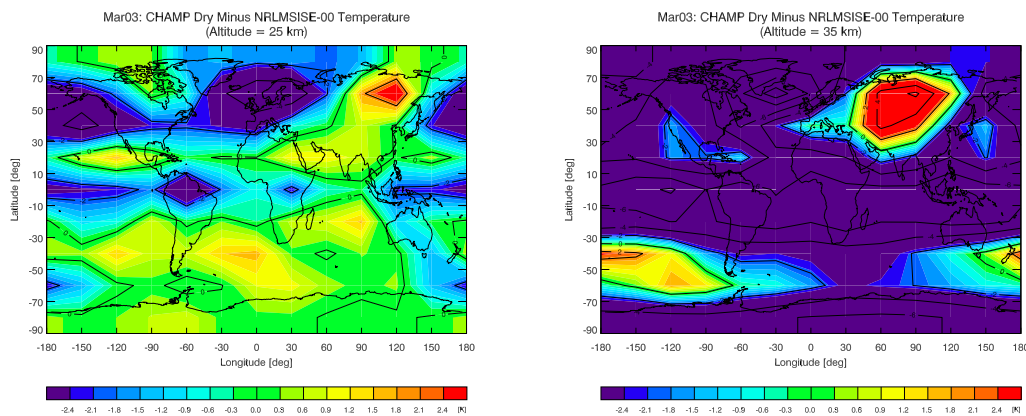 Mar03: CHAMP Dry Minus NRLMSISE-00 Temperature
(Altitude = 25 km)
90
70
50
30
10
-10
-30
-50
-70
-90
Latitude [deg]
-180 -150 -120 -90 -60 -30 0 30 60 90 120 150 180
Longitude [deg]
-2.4 -2.1 -1.8 -1.5 -1.2 -0.9 -0.6 -0.3 0.0 0.3 0.6 0.9 1.2 1.5 1.8 2.1 2.4 [K]
Mar03: CHAMP Dry Minus NRLMSISE-00 Temperature
(Altitude = 35 km)
90
70
50
30
10
-10
-30
-50
-70
-90
Latitude [deg]
-180 -150 -120 -90 -60 -30 0 30 60 90 120 150 180
Longitude [deg]
-2.4 -2.1 -1.8 -1.5 -1.2 -0.9 -0.6 -0.3 0.0 0.3 0.6 0.9 1.2 1.5 1.8 2.1 2.4 [K]